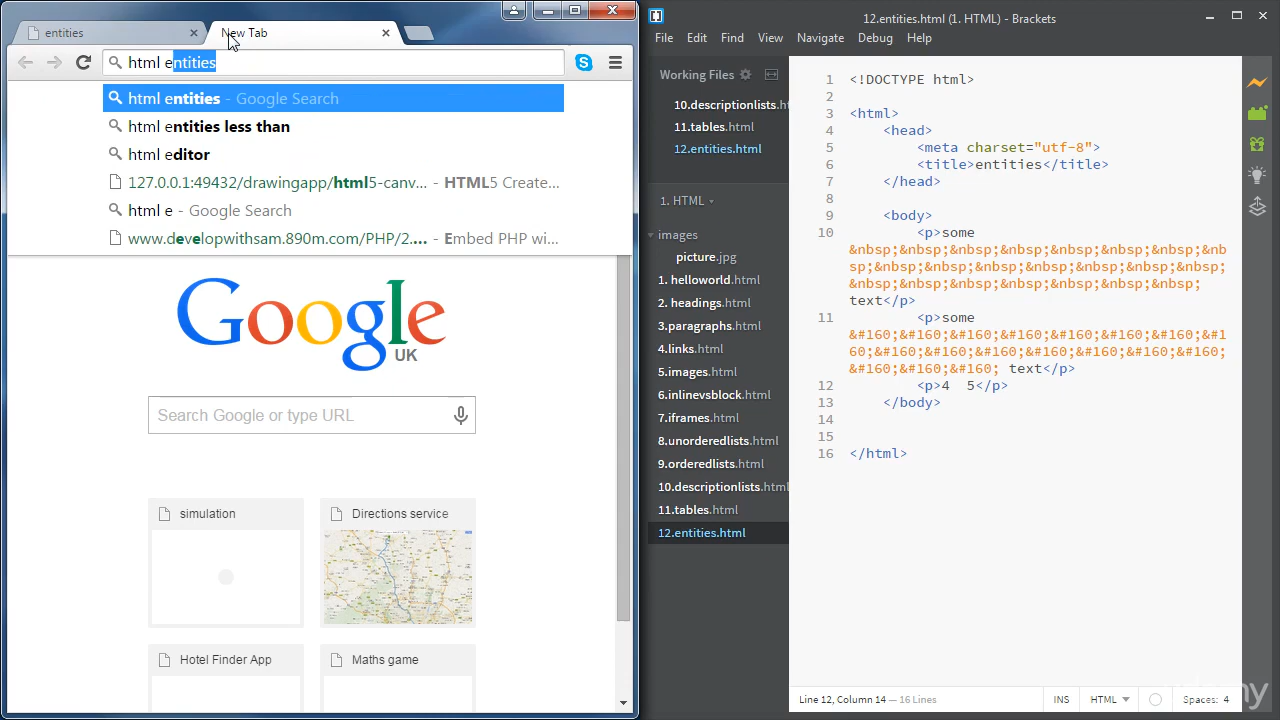 entities
New Tab
html entities
html entities - Google Search
html entities less than
html editor
127.0.0.1:49432/drawingapp/html5-canv... - HTML5 Create...
html e - Google Search
www.developwithsam.890m.com/PHP/2.... - Embed PHP wi...
Google
UK
Search Google or type URL
simulation
Directions service
Hotel Finder App
Maths game
12.entities.html (1. HTML) - Brackets
File Edit Find View Navigate Debug Help
Working Files
10.descriptionlists.ht
11.tables.html
12.entities.html
1. HTML
images
picture.jpg
1. helloworld.html
2. headings.html
3.paragraphs.html
4.links.html
5.images.html
6.inlinevsblock.html
7.iframes.html
8.unorderedlists.html
9.orderedlists.html
10.descriptionlists.html
11.tables.html
12.entities.html
1 <!DOCTYPE html>
2
3 <html>
4 <head>
5 <meta charset="utf-8">
6 <title>entities</title>
7 </head>
8
9 <body>
10 <p>some
&nbsp;&nbsp;&nbsp;&nbsp;&nbsp;&nbsp;&nbsp;&nb
sp;&nbsp;&nbsp;&nbsp;&nbsp;&nbsp;&nbsp;&nbsp;
&nbsp;&nbsp;&nbsp;&nbsp;&nbsp;&nbsp;&nbsp;
text</p>
11 <p>some
&#160;&#160;&#160;&#160;&#160;&#160;&#160;&#1
60;&#160;&#160;&#160;&#160;&#160;&#160;&#160;
&#160;&#160;&#160; text</p>
12 <p>4  5</p>
13 </body>
14
15
16 </html>
Line 12, Column 14 — 16 Lines
INS
HTML
Spaces: 4